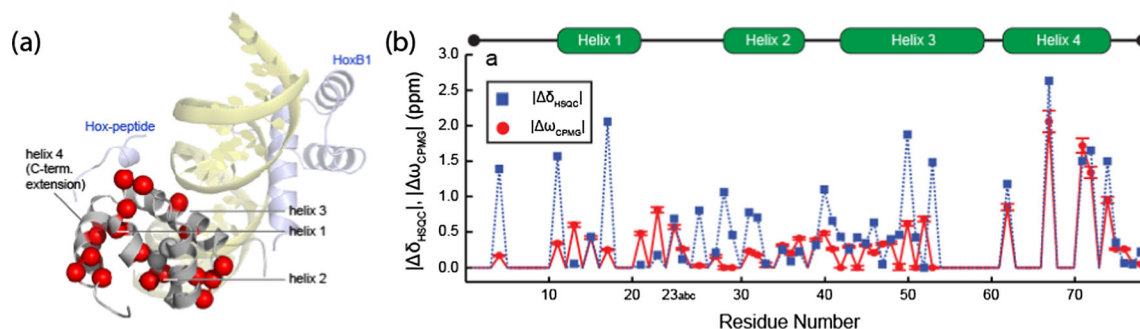 (a)
HoxB1
Hox-peptide
helix 4
(C-term.
extension)
helix 3
helix 1
helix 2
(b)
Helix 1
Helix 2
Helix 3
Helix 4
a
|Δδ_HSQC|
|Δω_CPMG|
|Δδ_HSQC|, |Δω_CPMG| (ppm)
3.0
2.5
2.0
1.5
1.0
0.5
0.0
10
20
23abc
30
40
50
60
70
Residue Number